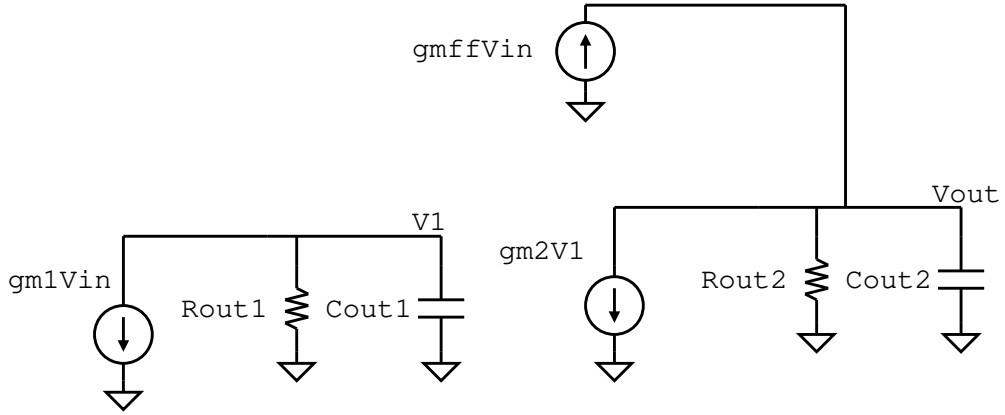 gmffVin
Vout
V1
gm2V1
gm1Vin
Rout2
Cout2
Rout1
Cout1